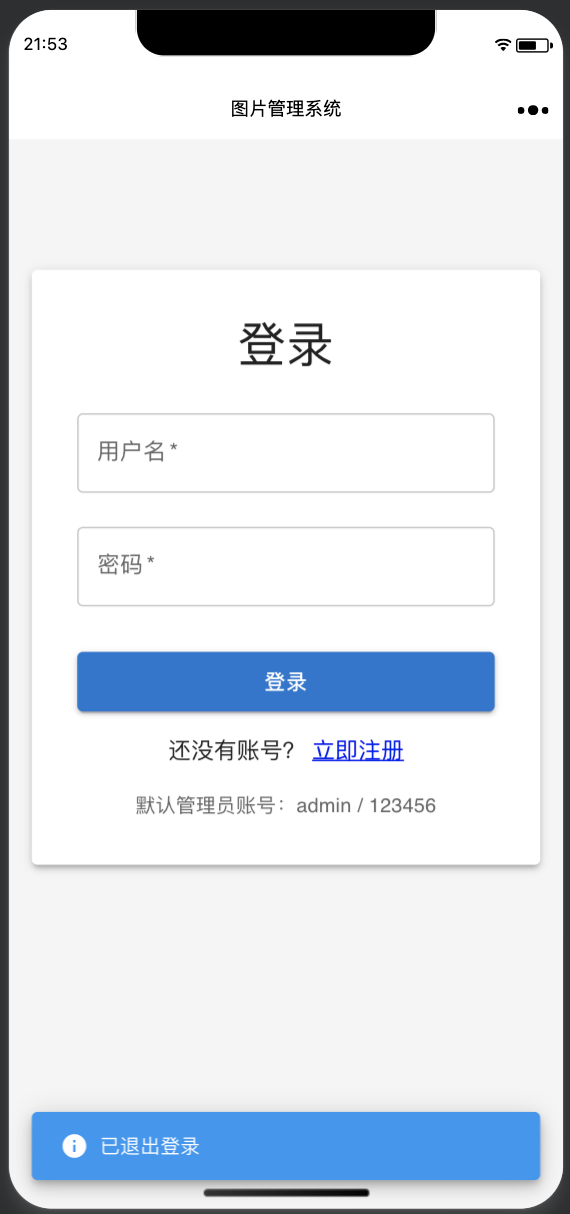 21:53
图片管理系统
登录
用户名*
密码*
登录
还没有账号? 立即注册
默认管理员账号：admin / 123456
已退出登录